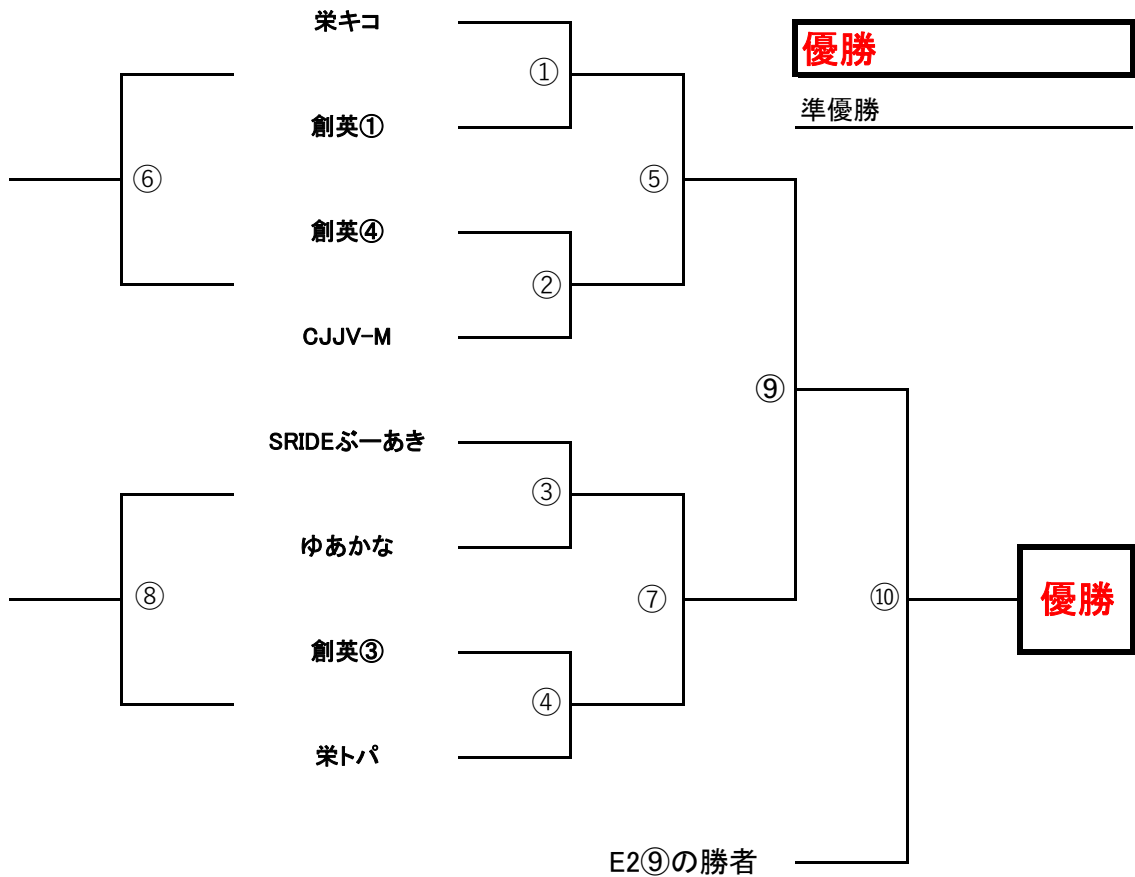 栄キコ
優勝
①
準優勝
創英①
⑥
⑤
創英④
②
CJJV-M
⑨
SRIDEぶーあき
③
ゆあかな
⑧
⑦
⑩
優勝
創英③
④
栄トパ
E2⑨の勝者